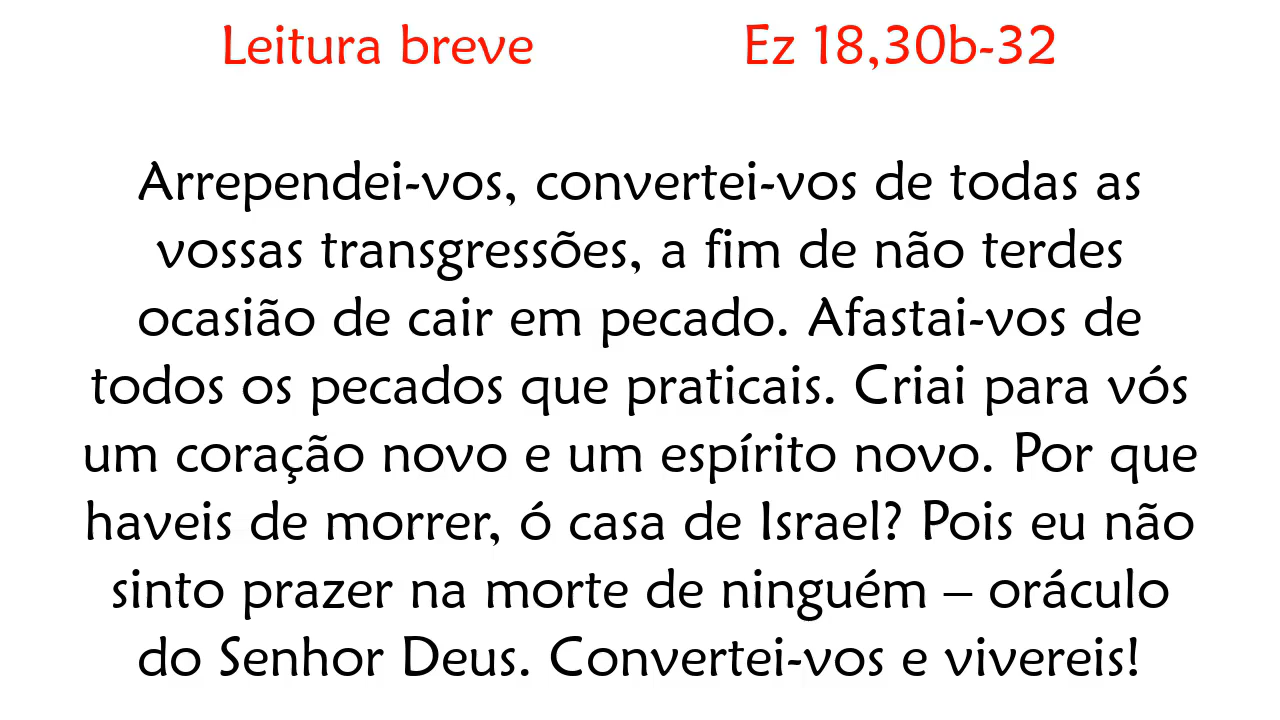 Leitura breve Ez 18,30b-32
Arrependei-vos, convertei-vos de todas as
vossas transgressões, a fim de não terdes
ocasião de cair em pecado. Afastai-vos de
todos os pecados que praticais. Criai para vós
um coração novo e um espírito novo. Por que
haveis de morrer, ó casa de Israel? Pois eu não
sinto prazer na morte de ninguém – oráculo
do Senhor Deus. Convertei-vos e vivereis!